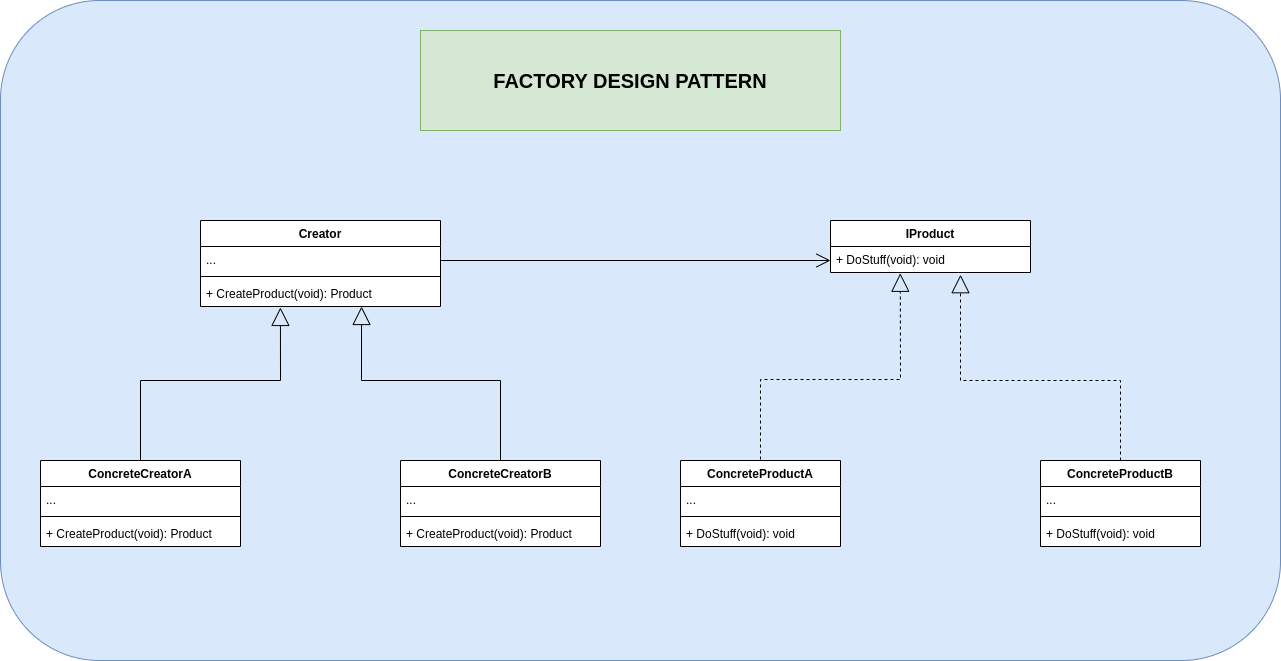 FACTORY DESIGN PATTERN
Creator
...
+ CreateProduct(void): Product
IProduct
+ DoStuff(void): void
ConcreteCreatorA
...
+ CreateProduct(void): Product
ConcreteCreatorB
...
+ CreateProduct(void): Product
ConcreteProductA
...
+ DoStuff(void): void
ConcreteProductB
...
+ DoStuff(void): void